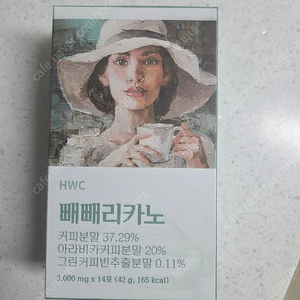 HWC
빼빼리카노
커피분말 37.29%
아라비카커피분말 20%
그린커피빈추출분말 0.11%
3,000 mg x 14포 (42 g, 165 kcal)